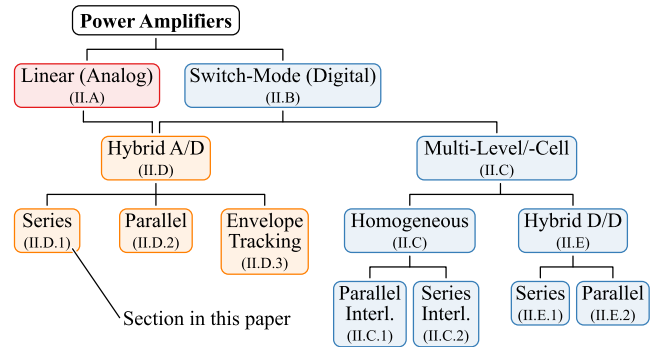 Power Amplifiers
Linear (Analog)
(II.A)
Switch-Mode (Digital)
(II.B)
Hybrid A/D
(II.D)
Multi-Level/-Cell
(II.C)
Series
(II.D.1)
Parallel
(II.D.2)
Envelope
Tracking
(II.D.3)
Homogeneous
(II.C)
Hybrid D/D
(II.E)
Parallel
Interl.
(II.C.1)
Series
Interl.
(II.C.2)
Series
(II.E.1)
Parallel
(II.E.2)
Section in this paper